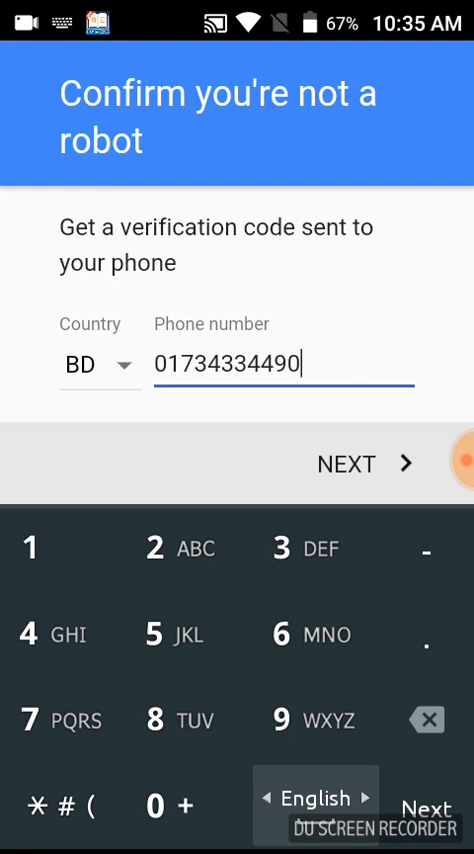 67% 10:35 AM
Confirm you're not a
robot
Get a verification code sent to
your phone
Country Phone number
BD 01734334490
NEXT
1 2 ABC 3 DEF -
4 GHI 5 JKL 6 MNO .
7 PQRS 8 TUV 9 WXYZ
* # ( 0 + English Next
DU SCREEN RECORDER